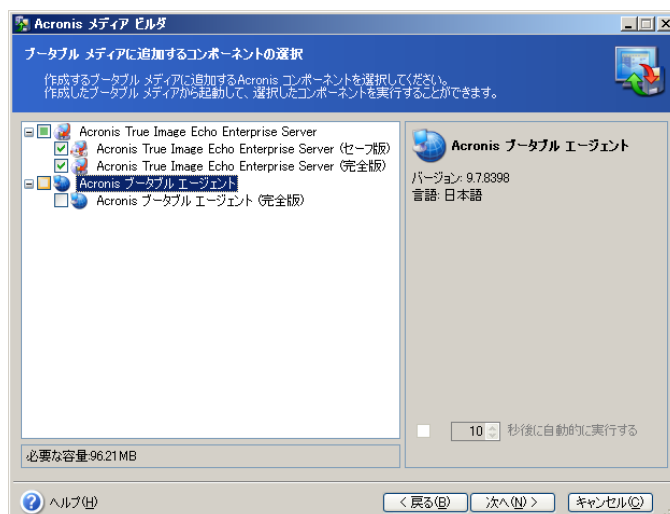 Acronis メディア ビルダ
ブータブル メディアに追加するコンポーネントの選択
作成するブータブル メディアに追加するAcronis コンポーネントを選択してください。
作成したブータブル メディアから起動して、選択したコンポーネントを実行することができます。
Acronis True Image Echo Enterprise Server
Acronis True Image Echo Enterprise Server (セーフ版)
Acronis True Image Echo Enterprise Server (完全版)
Acronis ブータブル エージェント
Acronis ブータブル エージェント (完全版)
Acronis ブータブル エージェント
バージョン: 9.7.8398
言語: 日本語
10 秒後に自動的に実行する
必要な容量:96.21 MB
ヘルプ(H)
< 戻る(B)
次へ(N) >
キャンセル(C)